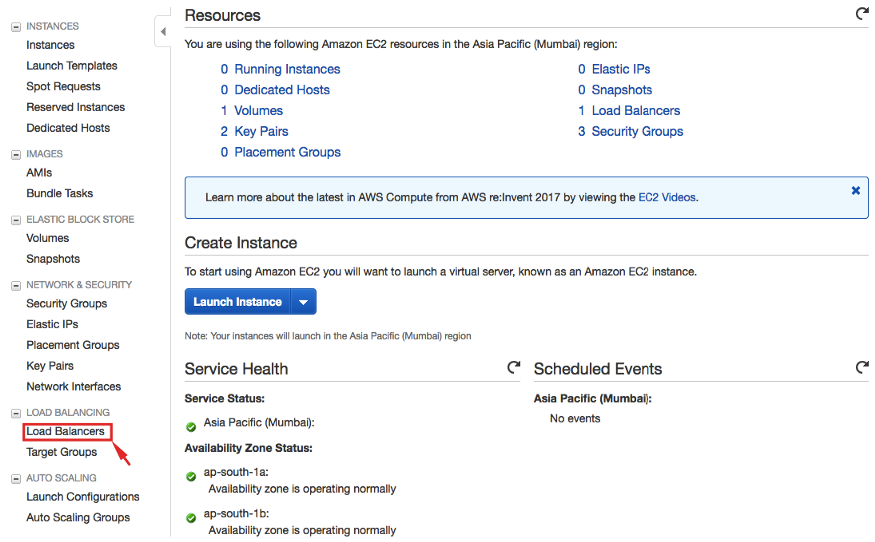 INSTANCES
Instances
Launch Templates
Spot Requests
Reserved Instances
Dedicated Hosts
IMAGES
AMIs
Bundle Tasks
ELASTIC BLOCK STORE
Volumes
Snapshots
NETWORK & SECURITY
Security Groups
Elastic IPs
Placement Groups
Key Pairs
Network Interfaces
LOAD BALANCING
Load Balancers
Target Groups
AUTO SCALING
Launch Configurations
Auto Scaling Groups
Resources
You are using the following Amazon EC2 resources in the Asia Pacific (Mumbai) region:
0 Running Instances
0 Dedicated Hosts
1 Volumes
2 Key Pairs
0 Placement Groups
0 Elastic IPs
0 Snapshots
1 Load Balancers
3 Security Groups
Learn more about the latest in AWS Compute from AWS re:Invent 2017 by viewing the EC2 Videos.
Create Instance
To start using Amazon EC2 you will want to launch a virtual server, known as an Amazon EC2 instance.
Launch Instance
Note: Your instances will launch in the Asia Pacific (Mumbai) region
Service Health
Service Status:
Asia Pacific (Mumbai):
Availability Zone Status:
ap-south-1a:
Availability zone is operating normally
ap-south-1b:
Availability zone is operating normally
Scheduled Events
Asia Pacific (Mumbai):
No events